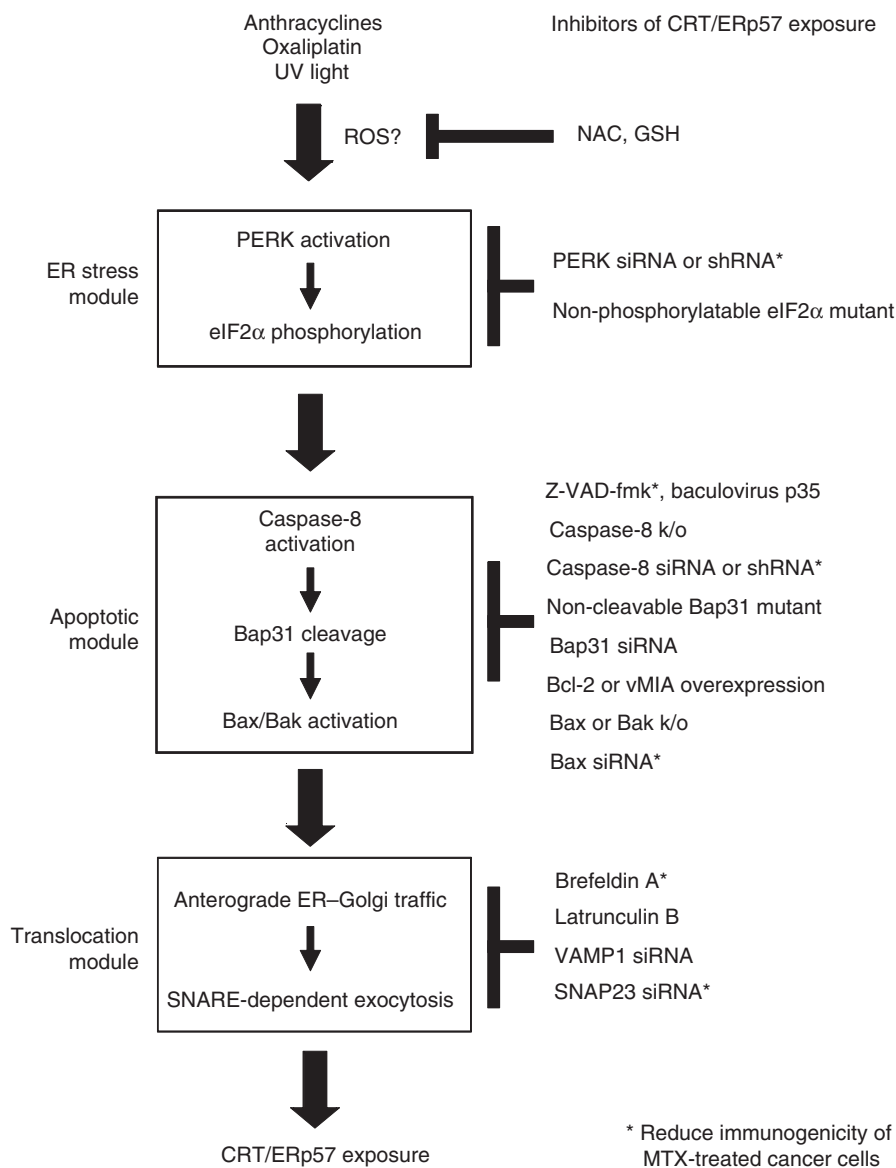 Anthracyclines
Oxaliplatin
UV light
Inhibitors of CRT/ERp57 exposure
ROS?
NAC, GSH
ER stress
module
PERK activation
eIF2α phosphorylation
PERK siRNA or shRNA*
Non-phosphorylatable eIF2α mutant
Apoptotic
module
Caspase-8
activation
Bap31 cleavage
Bax/Bak activation
Z-VAD-fmk*, baculovirus p35
Caspase-8 k/o
Caspase-8 siRNA or shRNA*
Non-cleavable Bap31 mutant
Bap31 siRNA
Bcl-2 or vMIA overexpression
Bax or Bak k/o
Bax siRNA*
Translocation
module
Anterograde ER–Golgi traffic
SNARE-dependent exocytosis
Brefeldin A*
Latrunculin B
VAMP1 siRNA
SNAP23 siRNA*
CRT/ERp57 exposure
* Reduce immunogenicity of
MTX-treated cancer cells